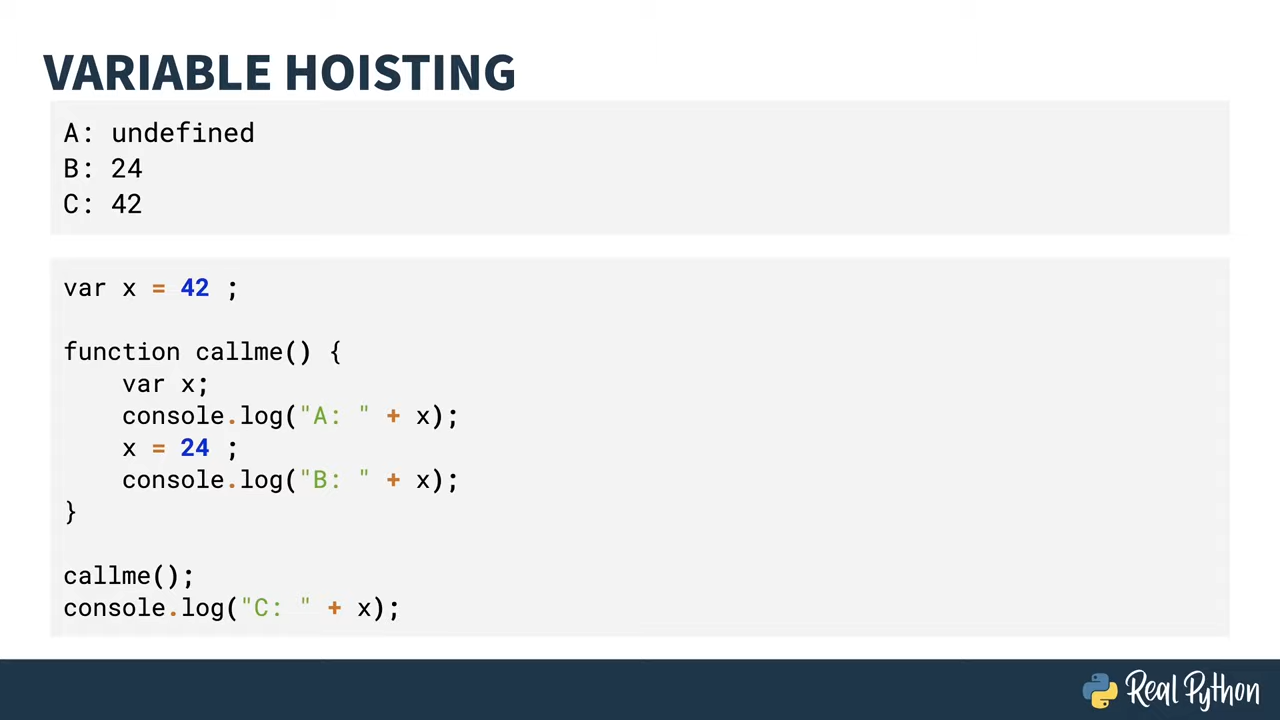 VARIABLE HOISTING
A: undefined
B: 24
C: 42
var x = 42 ;
function callme() {
    var x;
    console.log("A: " + x);
    x = 24 ;
    console.log("B: " + x);
}
callme();
console.log("C: " + x);
Real Python